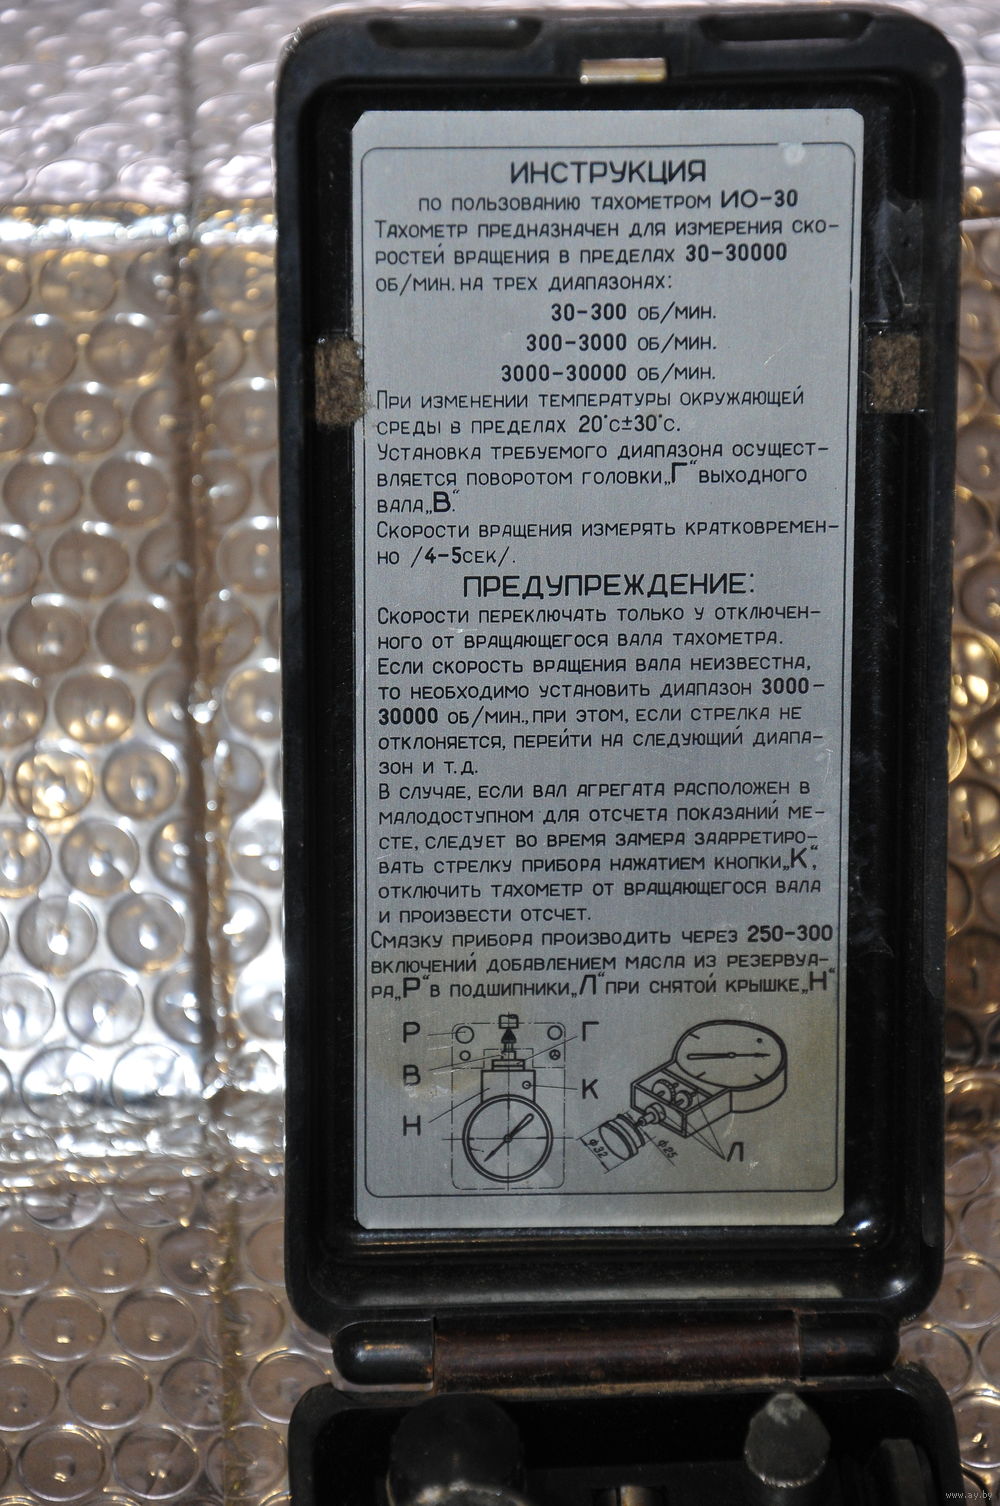 ИНСТРУКЦИЯ
ПО ПОЛЬЗОВАНИЮ ТАХОМЕТРОМ ИО-30
ТАХОМЕТР ПРЕДНАЗНАЧЕН ДЛЯ ИЗМЕРЕНИЯ СКО-
РОСТЕЙ ВРАЩЕНИЯ В ПРЕДЕЛАХ 30-30000
ОБ/МИН. НА ТРЕХ ДИАПАЗОНАХ:
30-300 ОБ/МИН.
300-3000 ОБ/МИН.
3000-30000 ОБ/МИН.
ПРИ ИЗМЕНЕНИИ ТЕМПЕРАТУРЫ ОКРУЖАЮЩЕЙ
СРЕДЫ В ПРЕДЕЛАХ 20°С±30°С.
УСТАНОВКА ТРЕБУЕМОГО ДИАПАЗОНА ОСУЩЕСТ-
ВЛЯЕТСЯ ПОВОРОТОМ ГОЛОВКИ „Г“ ВЫХОДНОГО
ВАЛА „В“.
СКОРОСТИ ВРАЩЕНИЯ ИЗМЕРЯТЬ КРАТКОВРЕМЕН-
НО /4-5СЕК/.
ПРЕДУПРЕЖДЕНИЕ:
СКОРОСТИ ПЕРЕКЛЮЧАТЬ ТОЛЬКО У ОТКЛЮЧЕН-
НОГО ОТ ВРАЩАЮЩЕГОСЯ ВАЛА ТАХОМЕТРА.
ЕСЛИ СКОРОСТЬ ВРАЩЕНИЯ ВАЛА НЕИЗВЕСТНА,
ТО НЕОБХОДИМО УСТАНОВИТЬ ДИАПАЗОН 3000-
30000 ОБ/МИН., ПРИ ЭТОМ, ЕСЛИ СТРЕЛКА НЕ
ОТКЛОНЯЕТСЯ, ПЕРЕЙТИ НА СЛЕДУЮЩИЙ ДИАПА-
ЗОН И Т.Д.
В СЛУЧАЕ, ЕСЛИ ВАЛ АГРЕГАТА РАСПОЛОЖЕН В
МАЛОДОСТУПНОМ ДЛЯ ОТСЧЕТА ПОКАЗАНИЙ МЕ-
СТЕ, СЛЕДУЕТ ВО ВРЕМЯ ЗАМЕРА ЗААРРЕТИРО-
ВАТЬ СТРЕЛКУ ПРИБОРА НАЖАТИЕМ КНОПКИ „К“,
ОТКЛЮЧИТЬ ТАХОМЕТР ОТ ВРАЩАЮЩЕГОСЯ ВАЛА
И ПРОИЗВЕСТИ ОТСЧЕТ.
СМАЗКУ ПРИБОРА ПРОИЗВОДИТЬ ЧЕРЕЗ 250-300
ВКЛЮЧЕНИЙ ДОБАВЛЕНИЕМ МАСЛА ИЗ РЕЗЕРВУА-
РА „Р“ В ПОДШИПНИКИ „Л“ ПРИ СНЯТОЙ КРЫШКЕ „Н“
Р Г
В К
Н
Ф32 Ф25
Л
www.ay.by